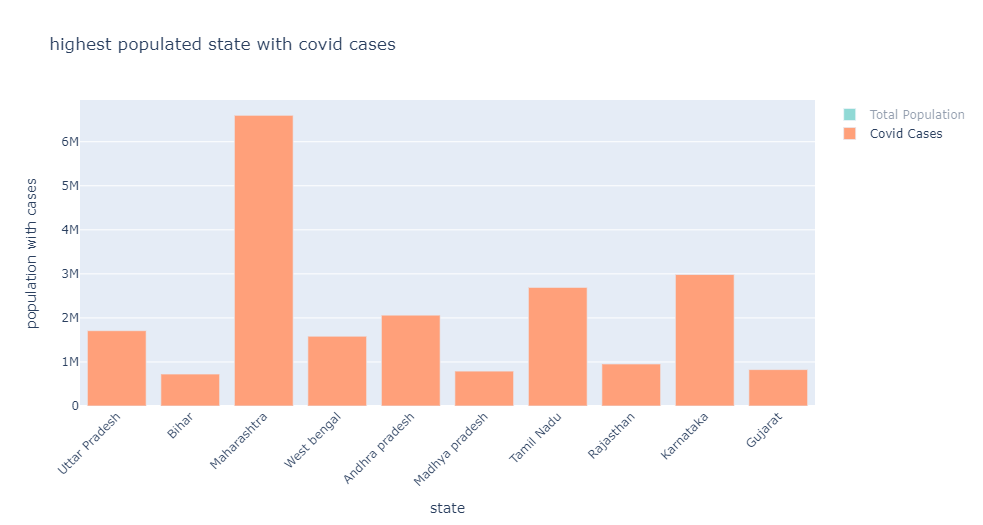 highest populated state with covid cases
Total Population
Covid Cases
population with cases
6M
5M
4M
3M
2M
1M
0
Uttar Pradesh
Bihar
Maharashtra
West bengal
Andhra pradesh
Madhya pradesh
Tamil Nadu
Rajasthan
Karnataka
Gujarat
state